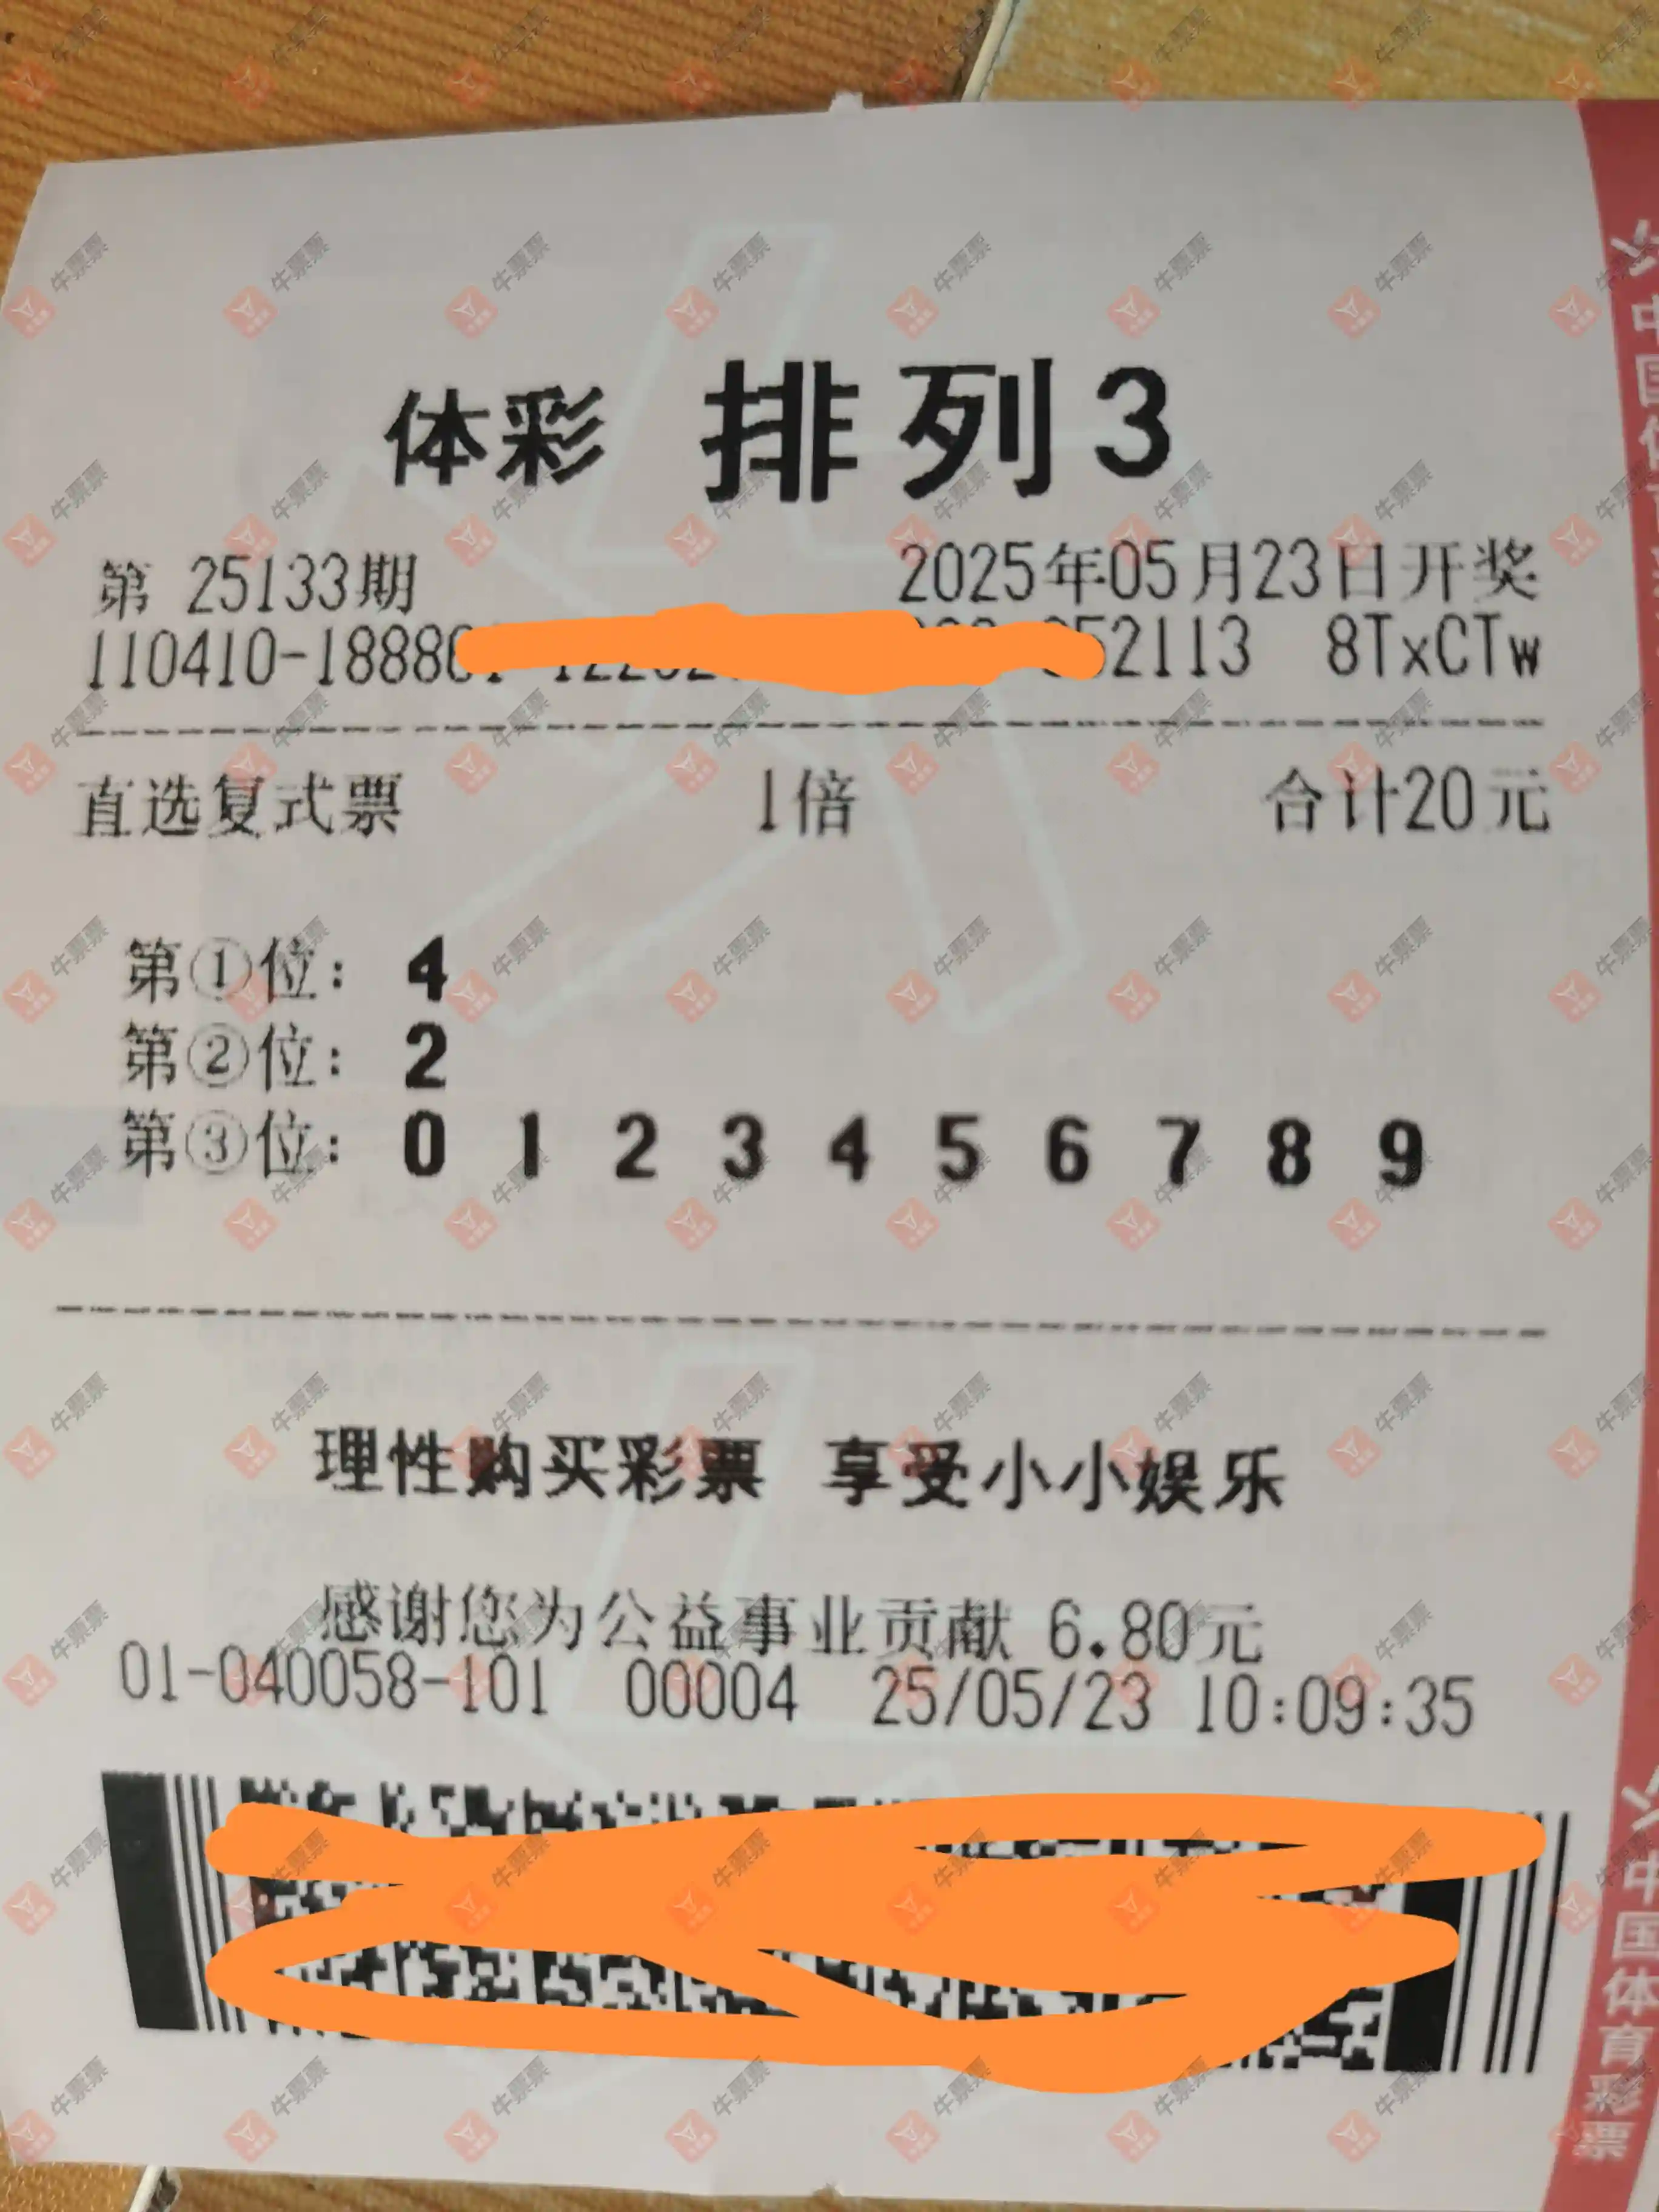 体彩 排列3
第 25133期 2025年05月23日开奖
110410-18880 52113 8TxCTw
直选复式票 1倍 合计20元
第①位: 4
第②位: 2
第③位: 0 1 2 3 4 5 6 7 8 9
理性购买彩票 享受小小娱乐
感谢您为公益事业贡献 6.80元
01-040058-101 00004 25/05/23 10:09:35
中国体育彩票
牛票票